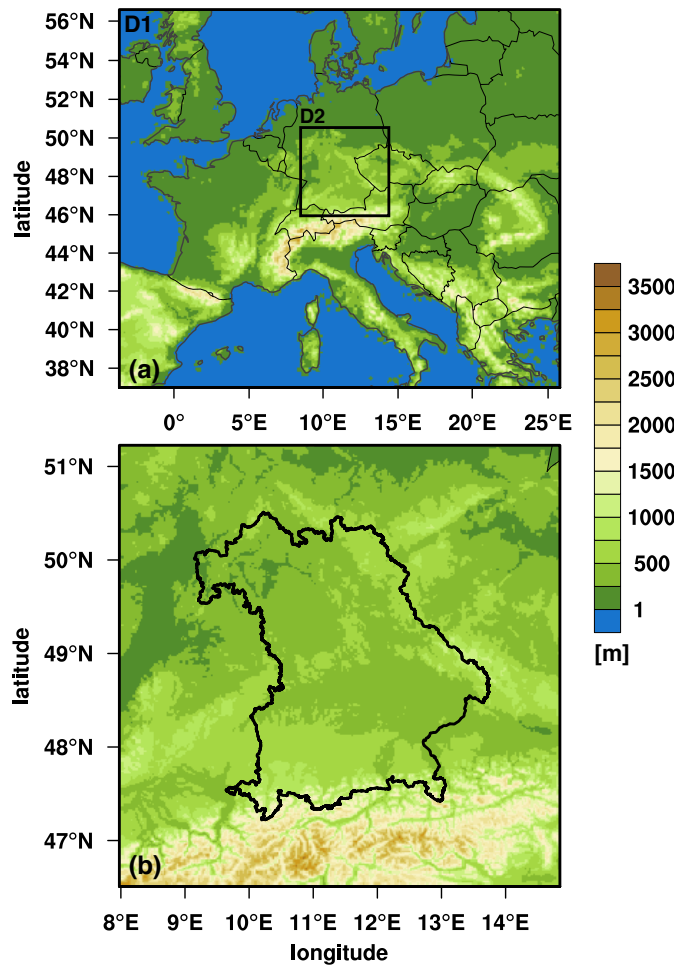 D1
56°N
54°N
52°N
50°N
48°N
46°N
44°N
42°N
40°N
38°N
latitude
D2
(a)
0°
5°E
10°E
15°E
20°E
25°E
3500
3000
2500
2000
1500
1000
500
1
[m]
51°N
50°N
49°N
48°N
47°N
latitude
(b)
8°E
9°E
10°E
11°E
12°E
13°E
14°E
longitude